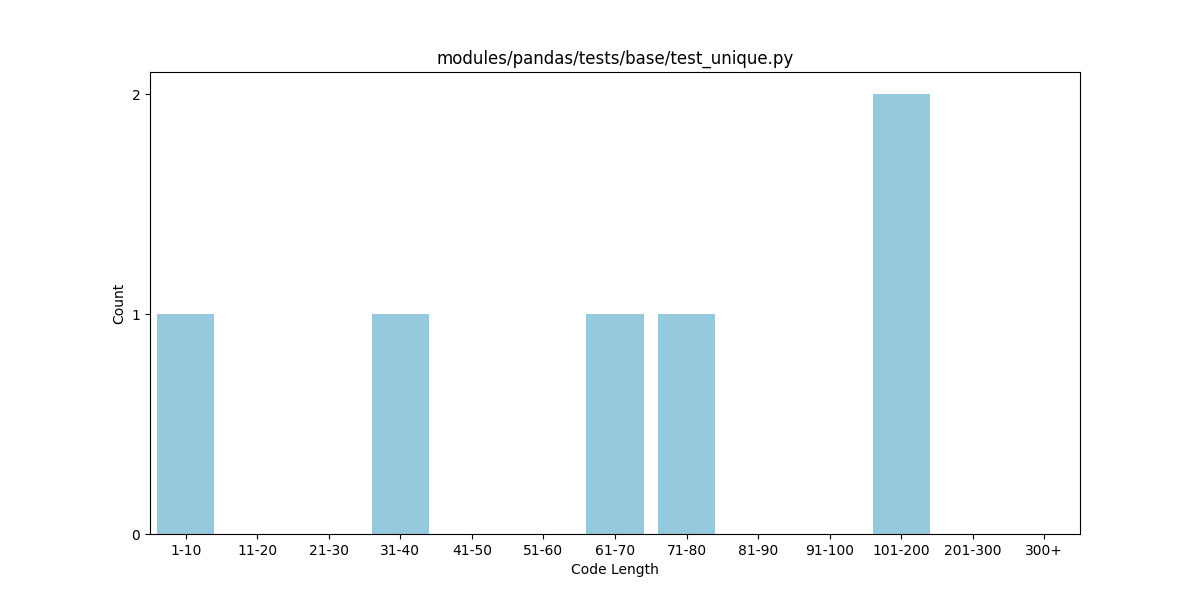 modules/pandas/tests/base/test_unique.py
2
1
0
Count
1-10 11-20 21-30 31-40 41-50 51-60 61-70 71-80 81-90 91-100 101-200 201-300 300+
Code Length